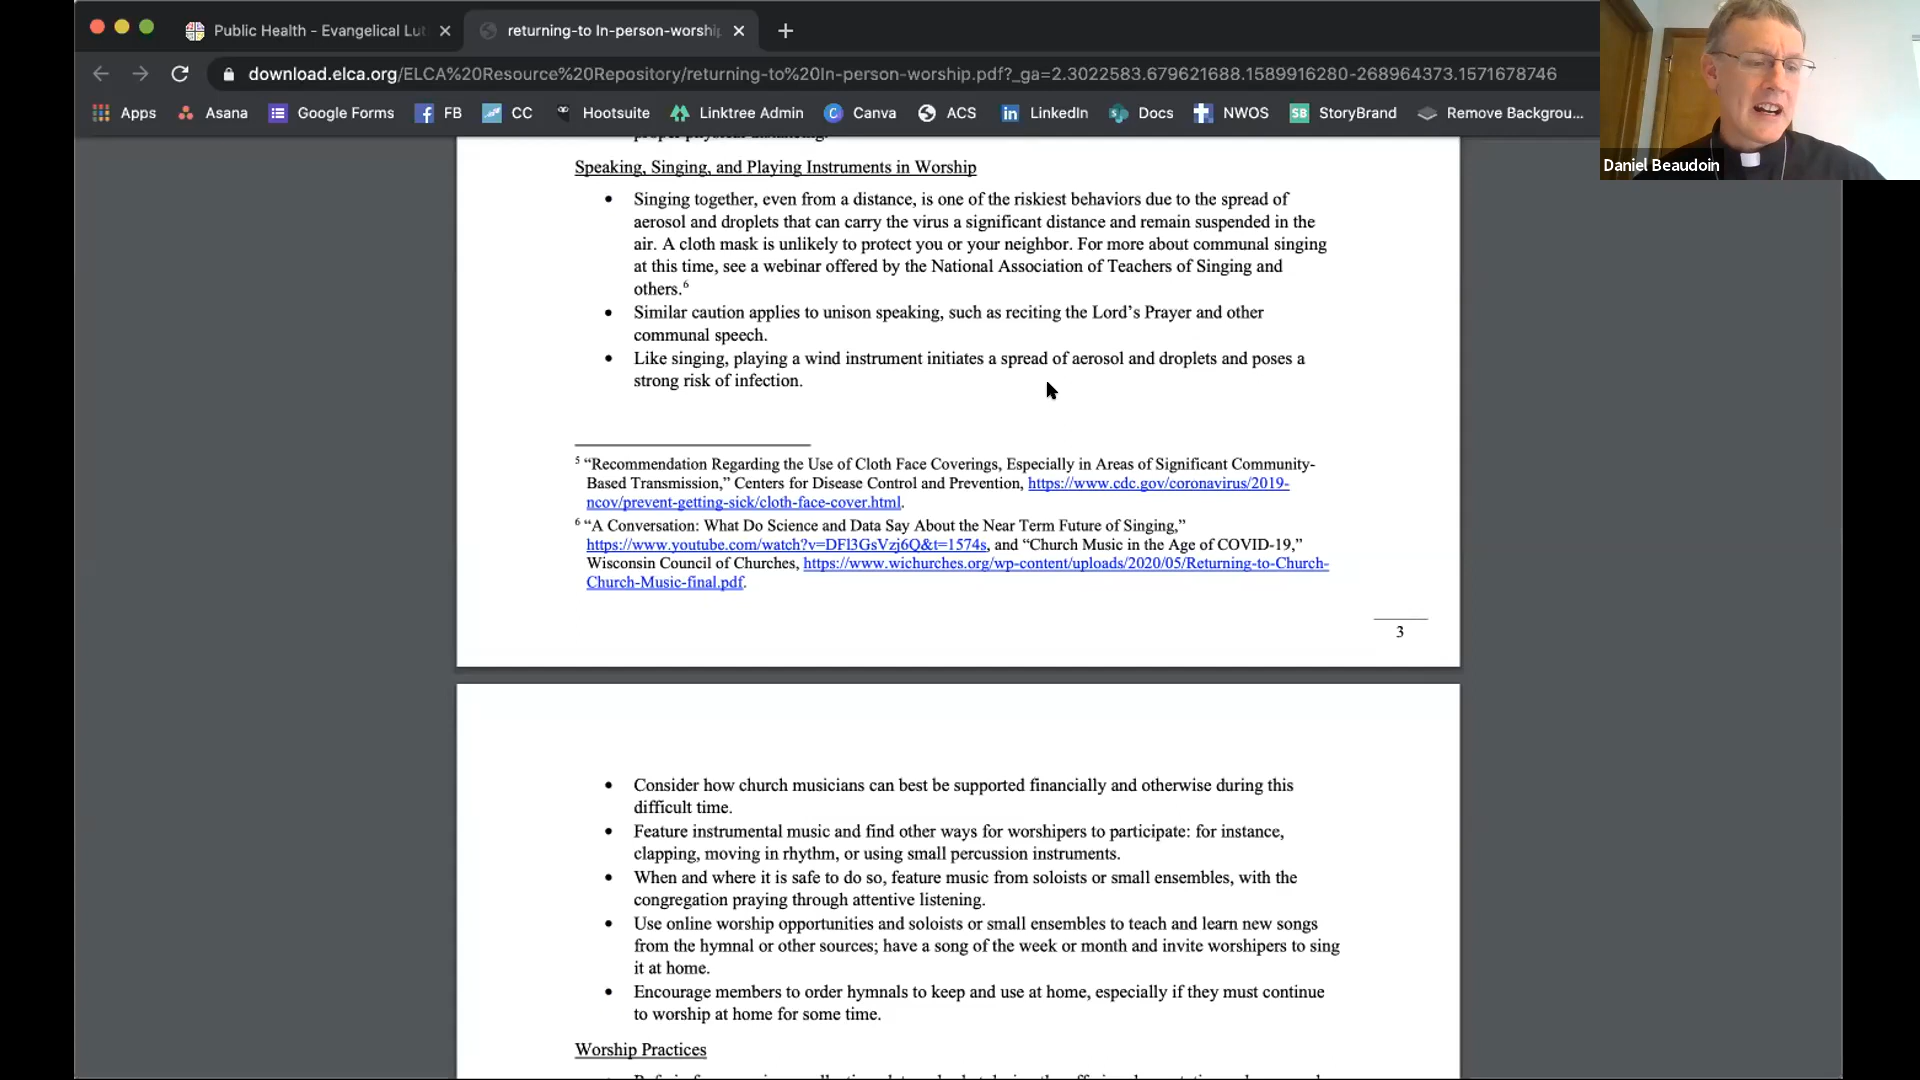 Public Health - Evangelical Lut
returning-to In-person-worshi
download.elca.org/ELCA%20Resource%20Repository/returning-to%20In-person-worship.pdf?_ga=2.3022583.679621688.1589916280-268964373.1571678746
Apps Asana Google Forms FB CC Hootsuite Linktree Admin Canva ACS LinkedIn Docs NWOS StoryBrand Remove Backgrou...
Daniel Beaudoin
proper physical distancing.
Speaking, Singing, and Playing Instruments in Worship
• Singing together, even from a distance, is one of the riskiest behaviors due to the spread of
aerosol and droplets that can carry the virus a significant distance and remain suspended in the
air. A cloth mask is unlikely to protect you or your neighbor. For more about communal singing
at this time, see a webinar offered by the National Association of Teachers of Singing and
others.⁶
• Similar caution applies to unison speaking, such as reciting the Lord’s Prayer and other
communal speech.
• Like singing, playing a wind instrument initiates a spread of aerosol and droplets and poses a
strong risk of infection.
⁵ “Recommendation Regarding the Use of Cloth Face Coverings, Especially in Areas of Significant Community-
Based Transmission,” Centers for Disease Control and Prevention, https://www.cdc.gov/coronavirus/2019-
ncov/prevent-getting-sick/cloth-face-cover.html.
⁶ “A Conversation: What Do Science and Data Say About the Near Term Future of Singing,”
https://www.youtube.com/watch?v=DFl3GsVzj6Q&t=1574s, and “Church Music in the Age of COVID-19,”
Wisconsin Council of Churches, https://www.wichurches.org/wp-content/uploads/2020/05/Returning-to-Church-
Church-Music-final.pdf.
3
• Consider how church musicians can best be supported financially and otherwise during this
difficult time.
• Feature instrumental music and find other ways for worshipers to participate: for instance,
clapping, moving in rhythm, or using small percussion instruments.
• When and where it is safe to do so, feature music from soloists or small ensembles, with the
congregation praying through attentive listening.
• Use online worship opportunities and soloists or small ensembles to teach and learn new songs
from the hymnal or other sources; have a song of the week or month and invite worshipers to sing
it at home.
• Encourage members to order hymnals to keep and use at home, especially if they must continue
to worship at home for some time.
Worship Practices